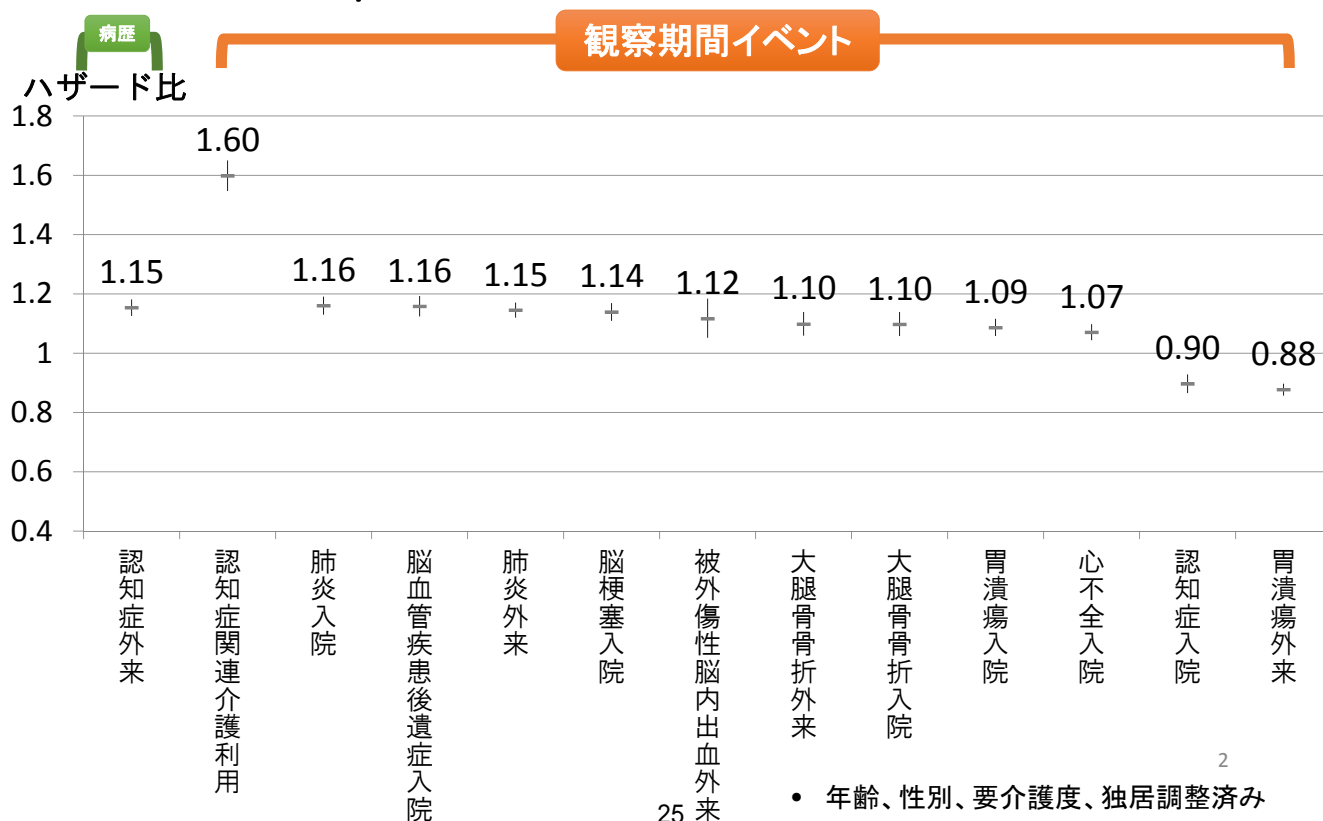 病歴
観察期間イベント
ハザード比
1.8
1.6
1.4
1.2
1
0.8
0.6
0.4
1.15
1.60
1.16
1.16
1.15
1.14
1.12
1.10
1.10
1.09
1.07
0.90
0.88
認知症外来
認知症関連介護利用
肺炎入院
脳血管疾患後遺症入院
肺炎外来
脳梗塞入院
被外傷性脳内出血外来
大腿骨骨折外来
大腿骨骨折入院
胃潰瘍入院
心不全入院
認知症入院
胃潰瘍外来
2
• 年齢、性別、要介護度、独居調整済み
25